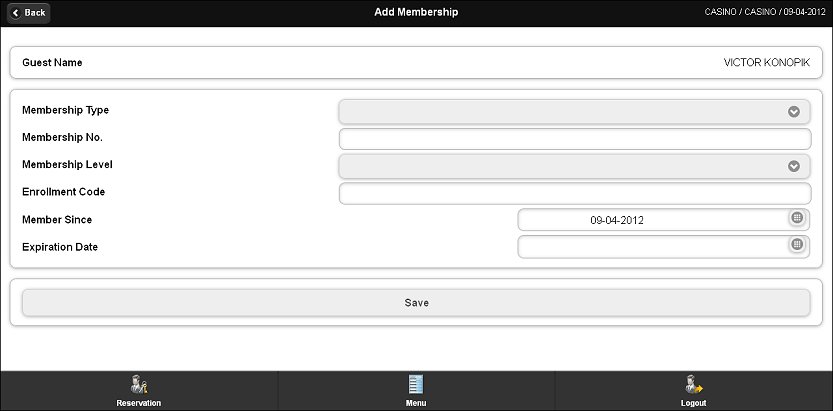 Back
Add Membership
CASINO / CASINO / 09-04-2012
Guest Name
VICTOR KONOPIK
Membership Type
Membership No.
Membership Level
Enrollment Code
Member Since
09-04-2012
Expiration Date
Save
Reservation
Menu
Logout